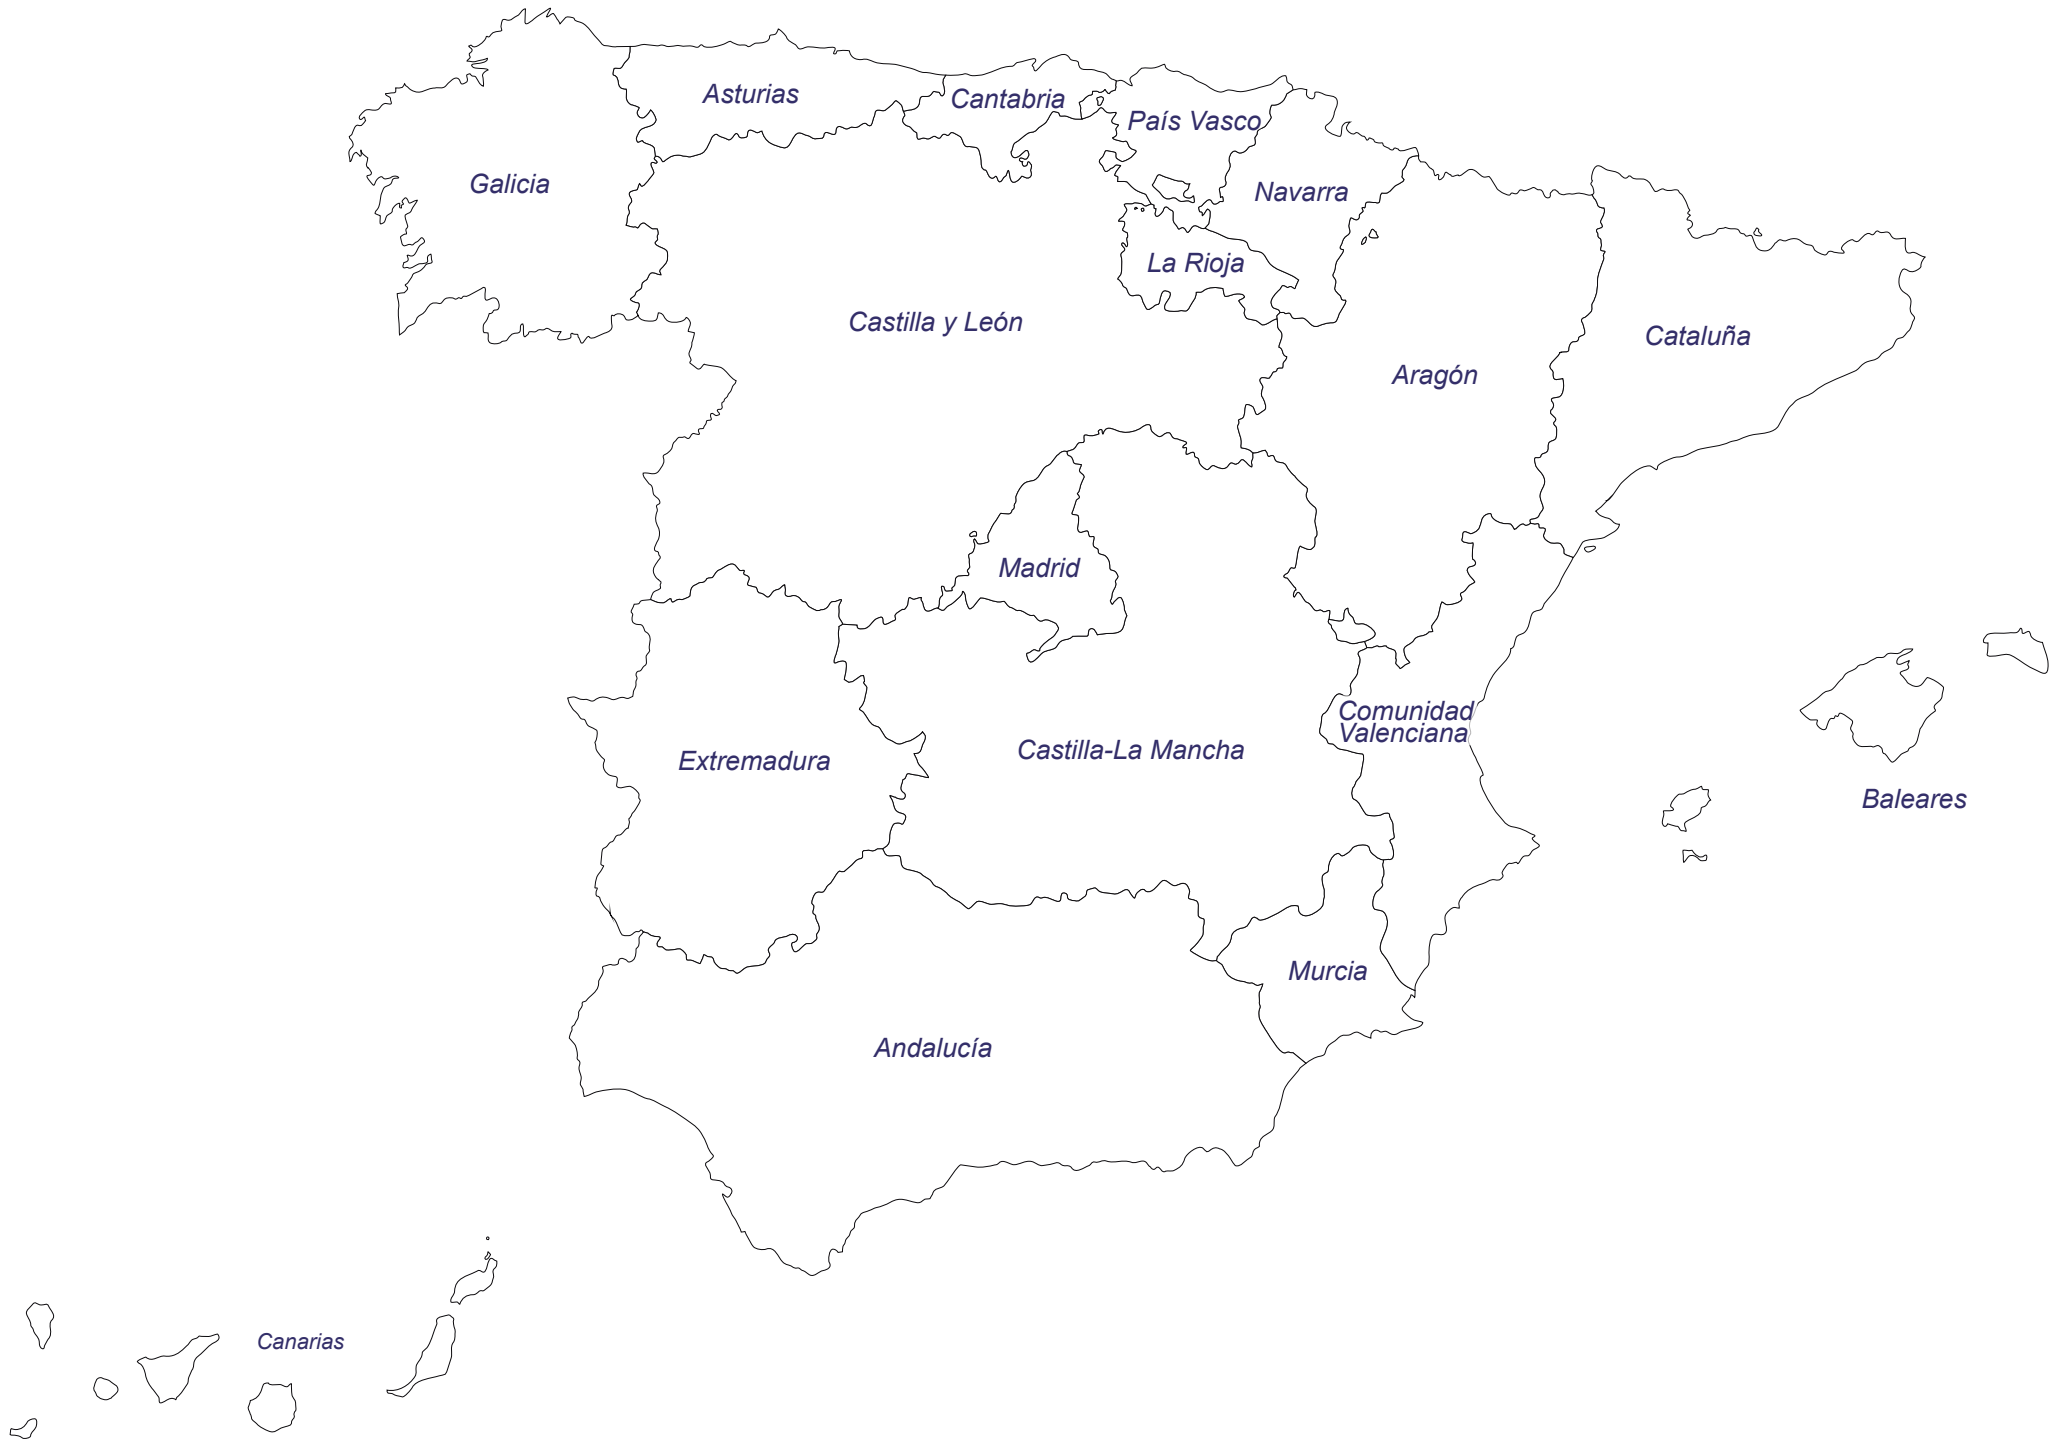 Asturias
Cantabria
País Vasco
Galicia
Navarra
La Rioja
Castilla y León
Cataluña
Aragón
Madrid
Comunidad
Valenciana
Castilla-La Mancha
Extremadura
Baleares
Murcia
Andalucía
Canarias